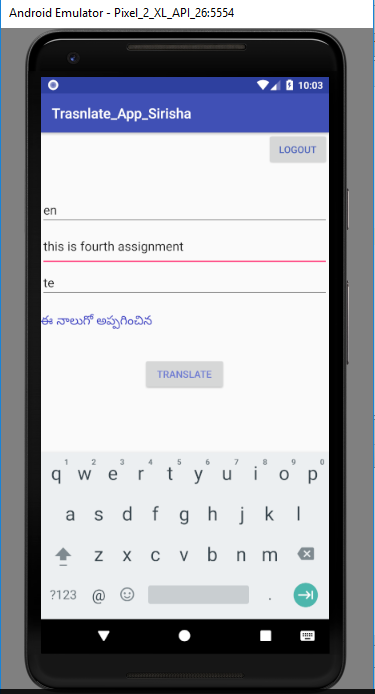 Android Emulator - Pixel_2_XL_API_26:5554
10:03
Trasnlate_App_Sirisha
LOGOUT
en
this is fourth assignment
te
ఈ నాలుగో అప్పగించిన
TRANSLATE
1 2 3 4 5 6 7 8 9 0
q w e r t y u i o p
a s d f g h j k l
z x c v b n m
?123 @ .